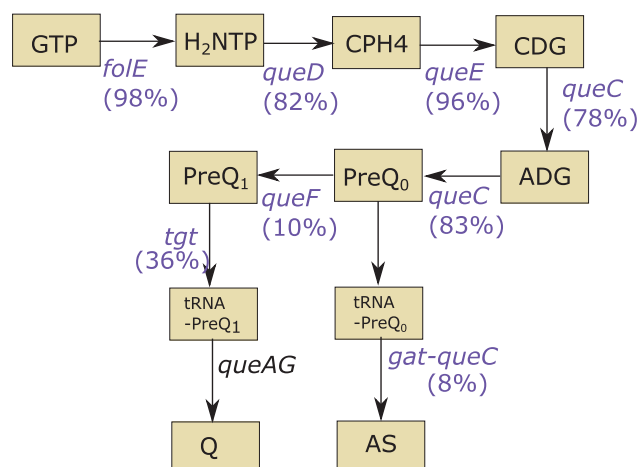 GTP
H₂NTP
CPH4
CDG
folE
(98%)
queD
(82%)
queE
(96%)
queC
(78%)
PreQ₁
PreQ₀
ADG
queF
(10%)
queC
(83%)
tgt
(36%)
tRNA
-PreQ₁
tRNA
-PreQ₀
queAG
gat-queC
(8%)
Q
AS